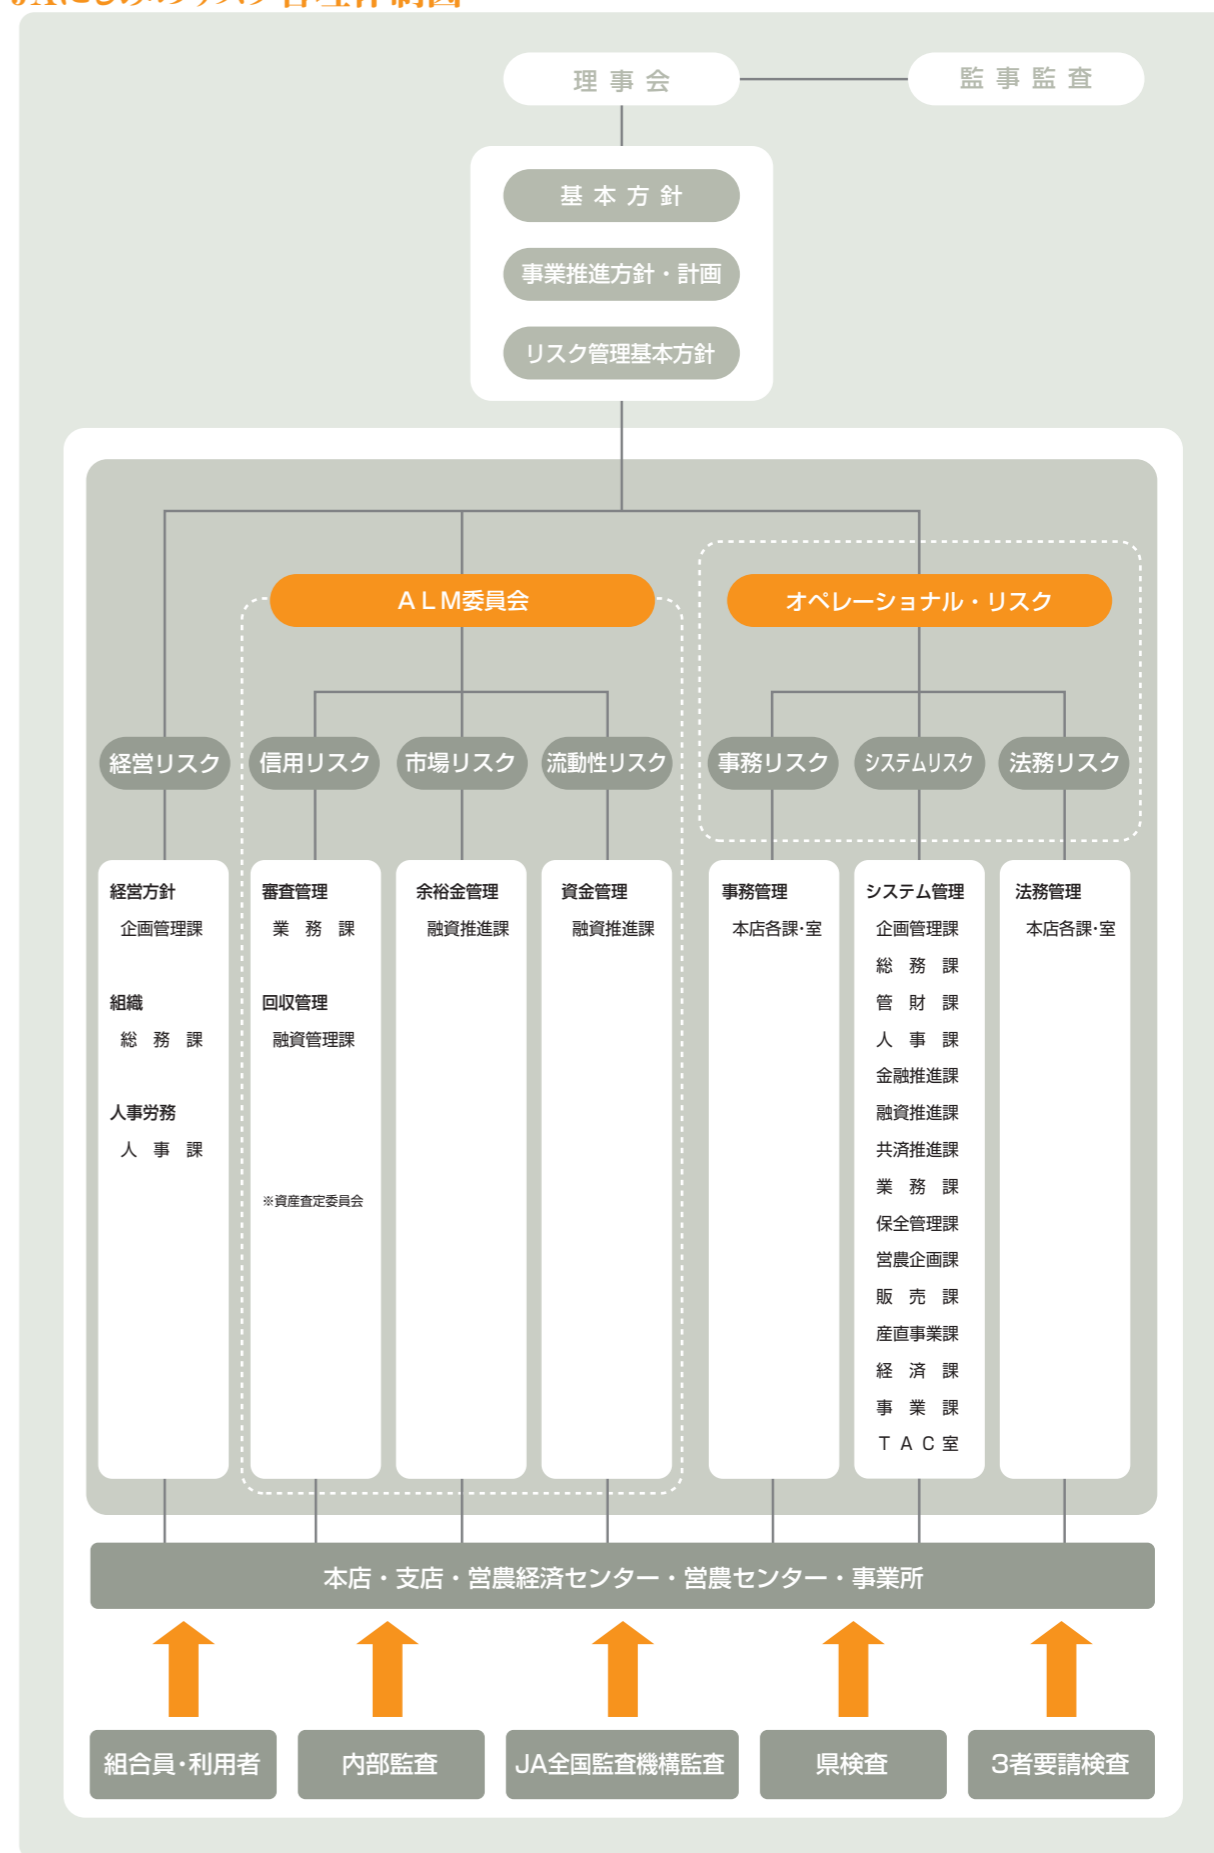 理事会
監事監査
基本方針
事業推進方針・計画
リスク管理基本方針
ALM委員会
オペレーショナル・リスク
経営リスク
信用リスク
市場リスク
流動性リスク
事務リスク
システムリスク
法務リスク
経営方針
企画管理課
組織
総務課
人事労務
人事課
審査管理
業務課
回収管理
融資管理課
※資産査定委員会
余裕金管理
融資推進課
資金管理
融資推進課
事務管理
本店各課・室
システム管理
企画管理課
総務課
管財課
人事課
金融推進課
融資推進課
共済推進課
業務課
保全管理課
営農企画課
販売課
産直事業課
経済課
事業課
TAC室
法務管理
本店各課・室
本店・支店・営農経済センター・営農センター・事業所
組合員・利用者
内部監査
JA全国監査機構監査
県検査
3者要請検査